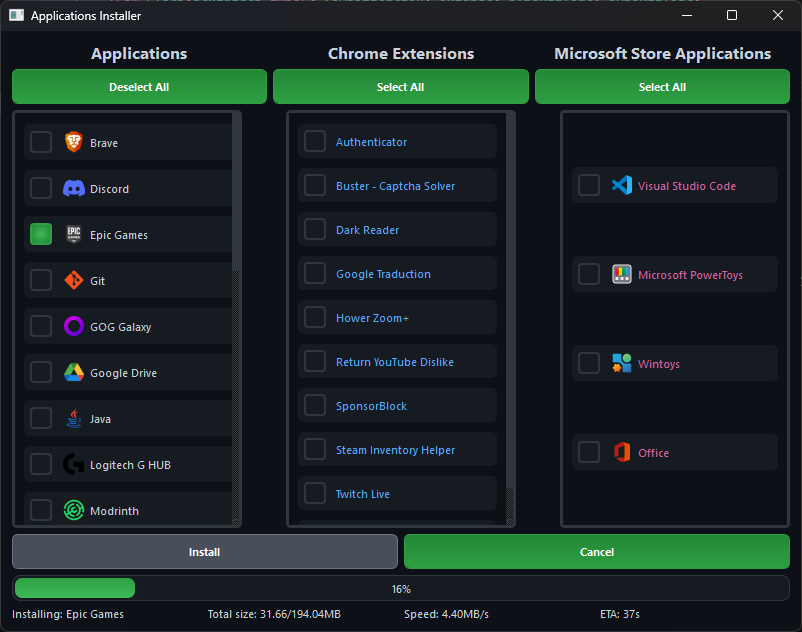 Applications Installer
Applications
Chrome Extensions
Microsoft Store Applications
Deselect All
Select All
Select All
Brave
Discord
EPIC GAMES
Epic Games
Git
GOG Galaxy
Google Drive
Java
Logitech G HUB
Modrinth
Authenticator
Buster - Captcha Solver
Dark Reader
Google Traduction
Hower Zoom+
Return YouTube Dislike
SponsorBlock
Steam Inventory Helper
Twitch Live
Visual Studio Code
Microsoft PowerToys
Wintoys
Office
Install
Cancel
16%
Installing: Epic Games
Total size: 31.66/194.04MB
Speed: 4.40MB/s
ETA: 37s